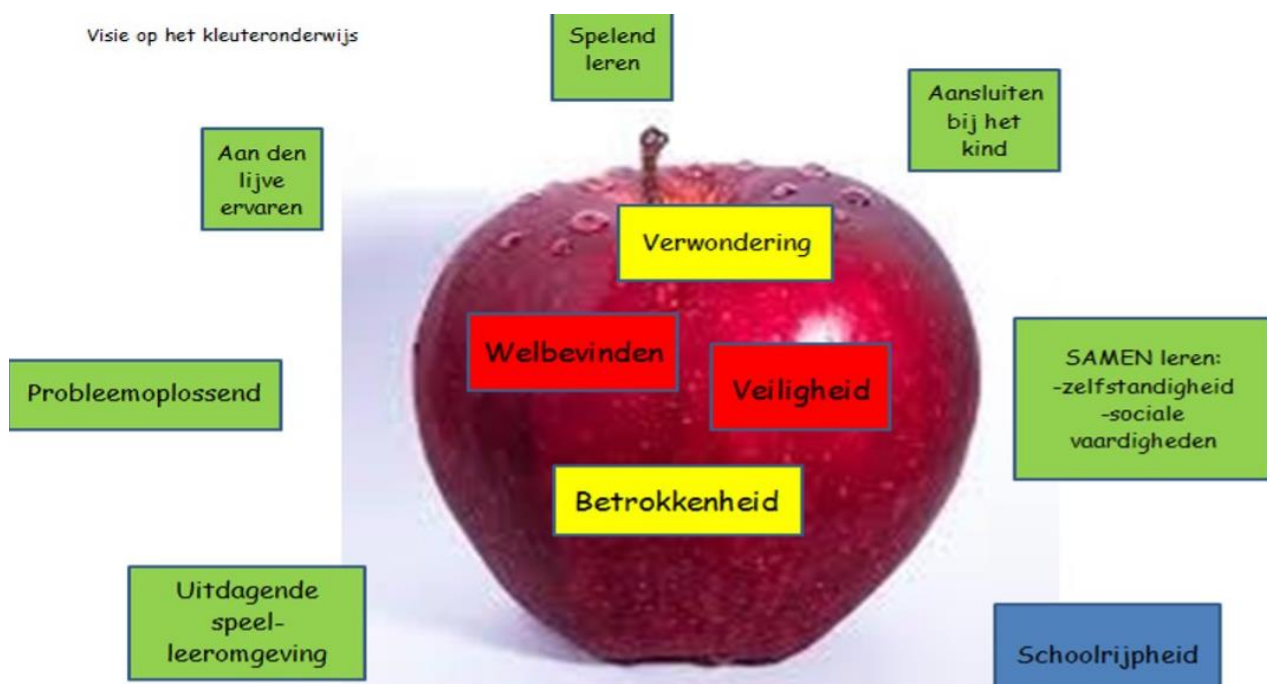 Visie op het kleuteronderwijs
Spelend
leren
Aansluiten
bij het
kind
Aan den
lijve
ervaren
Verwondering
Welbevinden
Veiligheid
SAMEN leren:
-zelfstandigheid
-sociale
vaardigheden
Probleemoplossend
Betrokkenheid
Uitdagende
speel-
leeromgeving
Schoolrijpheid